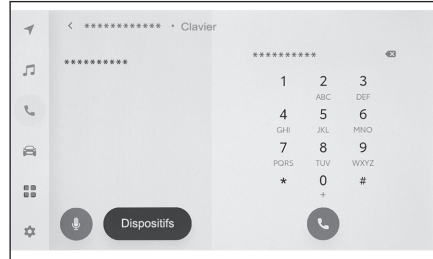 < ************ • Clavier
**********
**********
1 2 3
ABC DEF
4 5 6
GHI JKL MNO
7 8 9
PQRS TUV WXYZ
* 0 #
+
Dispositifs